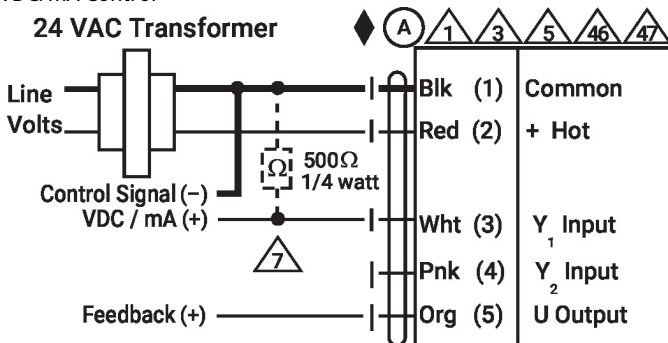 24 VAC Transformer
A 1 3 5 46 47
Line
Volts
Blk (1) Common
Red (2) + Hot
Ω 500Ω
1/4 watt
Control Signal (−)
VDC / mA (+)
Wht (3) Y1 Input
7
Pnk (4) Y2 Input
Feedback (+)
Org (5) U Output